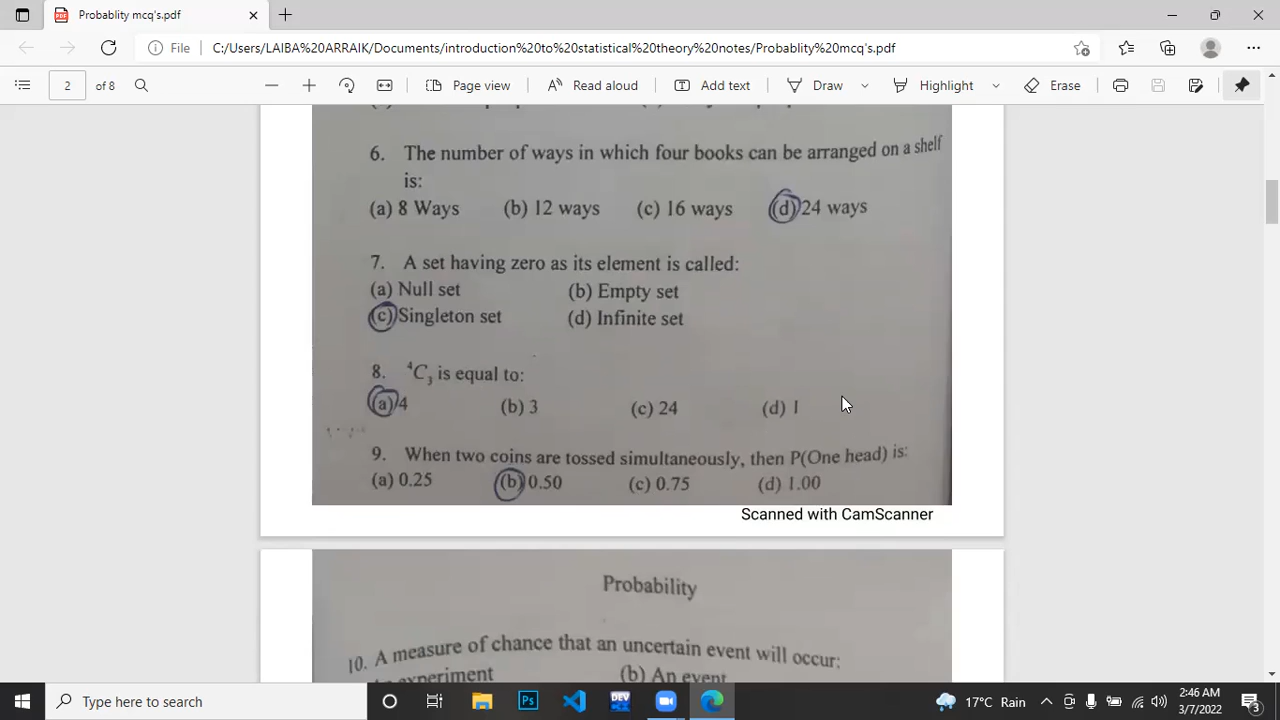 Probablity mcq's.pdf
File C:/Users/LAIBA%20ARRAIK/Documents/introduction%20to%20statistical%20theory%20notes/Probablity%20mcq's.pdf
2 of 8 Page view Read aloud Add text Draw Highlight Erase
6. The number of ways in which four books can be arranged on a shelf
is:
(a) 8 Ways (b) 12 ways (c) 16 ways (d) 24 ways
7. A set having zero as its element is called:
(a) Null set (b) Empty set
(c) Singleton set (d) Infinite set
8. ⁴C₃ is equal to:
(a) 4 (b) 3 (c) 24 (d) 1
9. When two coins are tossed simultaneously, then P(One head) is:
(a) 0.25 (b) 0.50 (c) 0.75 (d) 1.00
Scanned with CamScanner
Probability
10. A measure of chance that an uncertain event will occur:
experiment (b) An event
Type here to search
17°C Rain
2:46 AM
3/7/2022